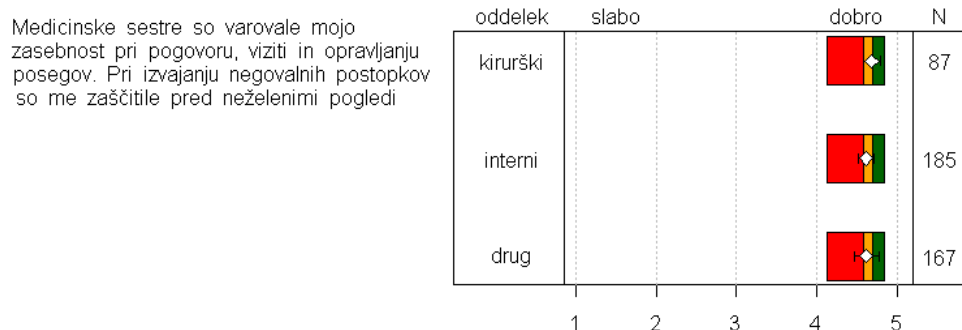 Medicinske sestre so varovale mojo
zasebnost pri pogovoru, viziti in opravljanju
posegov. Pri izvajanju negovalnih postopkov
so me zaščitile pred neželenimi pogledi
oddelek slabo dobro N
kirurški 87
interni 185
drug 167
1 2 3 4 5